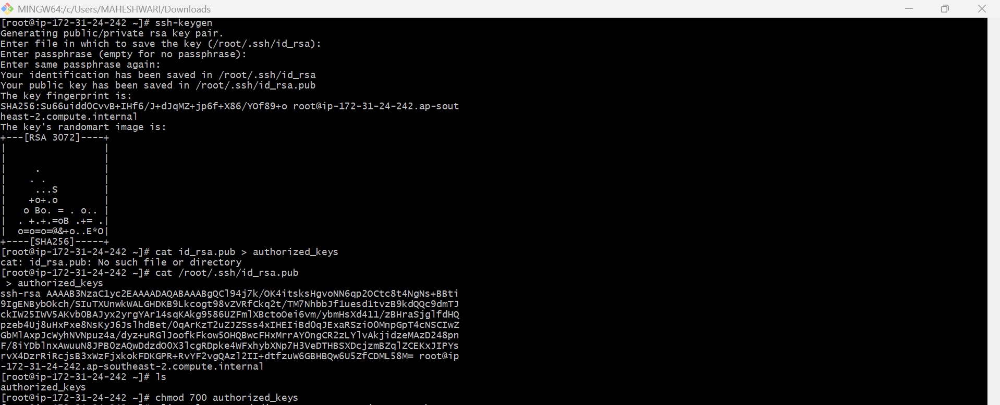 MINGW64:/c/Users/MAHESHWARI/Downloads
[root@ip-172-31-24-242 ~]# ssh-keygen
Generating public/private rsa key pair.
Enter file in which to save the key (/root/.ssh/id_rsa):
Enter passphrase (empty for no passphrase):
Enter same passphrase again:
Your identification has been saved in /root/.ssh/id_rsa
Your public key has been saved in /root/.ssh/id_rsa.pub
The key fingerprint is:
SHA256:Su66uidd0CvvB+IHf6/J+dJqMZ+jp6f+X86/YOf89+o root@ip-172-31-24-242.ap-sout
heast-2.compute.internal
The key's randomart image is:
+---[RSA 3072]----+
|                 |
|                 |
|     .           |
|    . .          |
|     ...S        |
|    +o+.o        |
|   o Bo. = . o.. |
|  . +.+.=oB .+= .|
|  o=o=o=@&+o..E*O|
+----[SHA256]-----+
[root@ip-172-31-24-242 ~]# cat id_rsa.pub > authorized_keys
cat: id_rsa.pub: No such file or directory
[root@ip-172-31-24-242 ~]# cat /root/.ssh/id_rsa.pub
 > authorized_keys
ssh-rsa AAAAB3NzaC1yc2EAAAADAQABAAABgQCl94j7k/OK4itsksHgvoNN6qp2OCtc8t4NgNs+BBti
9IgENBybOkch/SIuTXUnwkWALGHDKB9Lkcogt98vZVRfCkq2t/TM7NhbbJf1uesd1tvzB9kdQQc9dmTJ
ckIW25IWV5AKvb0BAJyx2yrgYAr14sqKAkg9586UZFmlXBctoOei6vm/ybmHsXd411/zBHraSjglfdHQ
pzeb4Uj8uHxPxe8NsKyJ6JslhdBet/0qArKzT2uZJZSss4xIHEIiBd0qJExaRSziO0MnpGpT4cNSCIwZ
GbMlAxpJcWyhNVNpuz4a/dyz+uRGlJoofkFkow5OHQBwcFHxMrrAY0ngCR2zLYlvAkjidzeMAzD248pn
F/8iYDblnxAwuuN8JPB0zAQwDdzdO0X3lcgRDpke4WFxhybXNp7H3VeDTHBSXDcjzmBZqlZCEKxJIPYs
rvX4DzrRiRcjsB3xWzFjxkokFDKGPR+RvYF2vgQAzl2II+dtfzuW6GBHBQw6U5ZfCDML58M= root@ip
-172-31-24-242.ap-southeast-2.compute.internal
[root@ip-172-31-24-242 ~]# ls
authorized_keys
[root@ip-172-31-24-242 ~]# chmod 700 authorized_keys